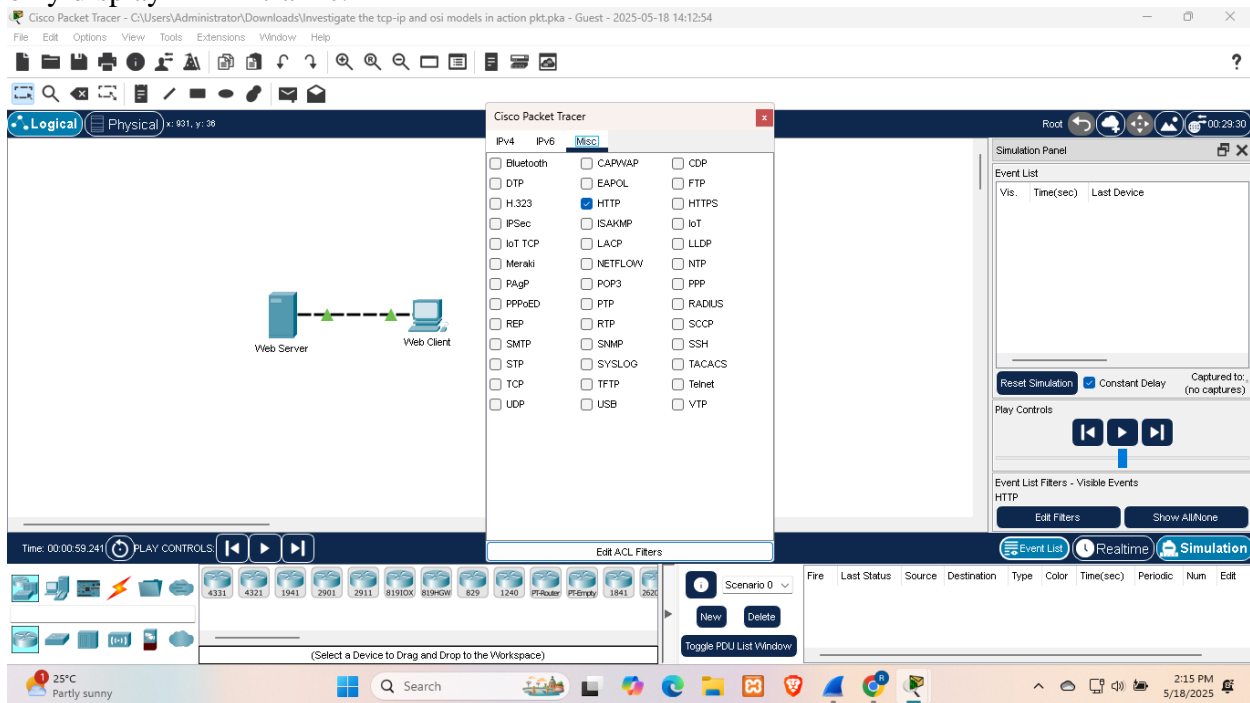 Cisco Packet Tracer - C:\Users\Administrator\Downloads\Investigate the tcp-ip and osi models in action pkt.pka - Guest - 2025-05-18 14:12:54
File Edit Options View Tools Extensions Window Help
?
Logical Physical x: 931, y: 36
Root 00:29:30
Cisco Packet Tracer x
IPv4 IPv6 Misc
Bluetooth CAPWAP CDP
DTP EAPOL FTP
H.323 HTTP HTTPS
IPSec ISAKMP IoT
IoT TCP LACP LLDP
Meraki NETFLOW NTP
PAgP POP3 PPP
PPPoED PTP RADIUS
REP RTP SCCP
SMTP SNMP SSH
STP SYSLOG TACACS
TCP TFTP Telnet
UDP USB VTP
Edit ACL Filters
Web Server
Web Client
Simulation Panel
Event List
Vis. Time(sec) Last Device
Reset Simulation Constant Delay Captured to:
(no captures)
Play Controls
Event List Filters - Visible Events
HTTP
Edit Filters Show All/None
Time: 00:00:59.241 PLAY CONTROLS:
Event List Realtime Simulation
4331 4321 1941 2901 2911 819IOX 819HGW 829 1240 PT-Router PT-Empty 1841 2620
(Select a Device to Drag and Drop to the Workspace)
Scenario 0
New Delete
Toggle PDU List Window
Fire Last Status Source Destination Type Color Time(sec) Periodic Num Edit
1
25°C
Partly sunny
Search
2:15 PM
5/18/2025